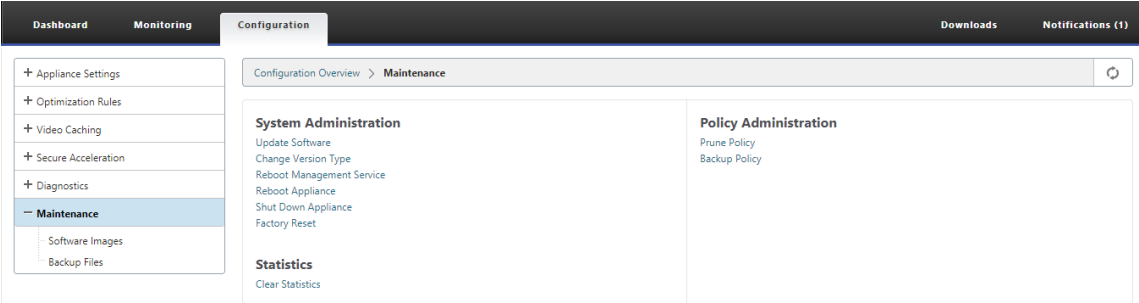 Dashboard Monitoring Configuration Downloads Notifications (1)
+ Appliance Settings
+ Optimization Rules
+ Video Caching
+ Secure Acceleration
+ Diagnostics
− Maintenance
Software Images
Backup Files
Configuration Overview > Maintenance
System Administration
Update Software
Change Version Type
Reboot Management Service
Reboot Appliance
Shut Down Appliance
Factory Reset
Statistics
Clear Statistics
Policy Administration
Prune Policy
Backup Policy